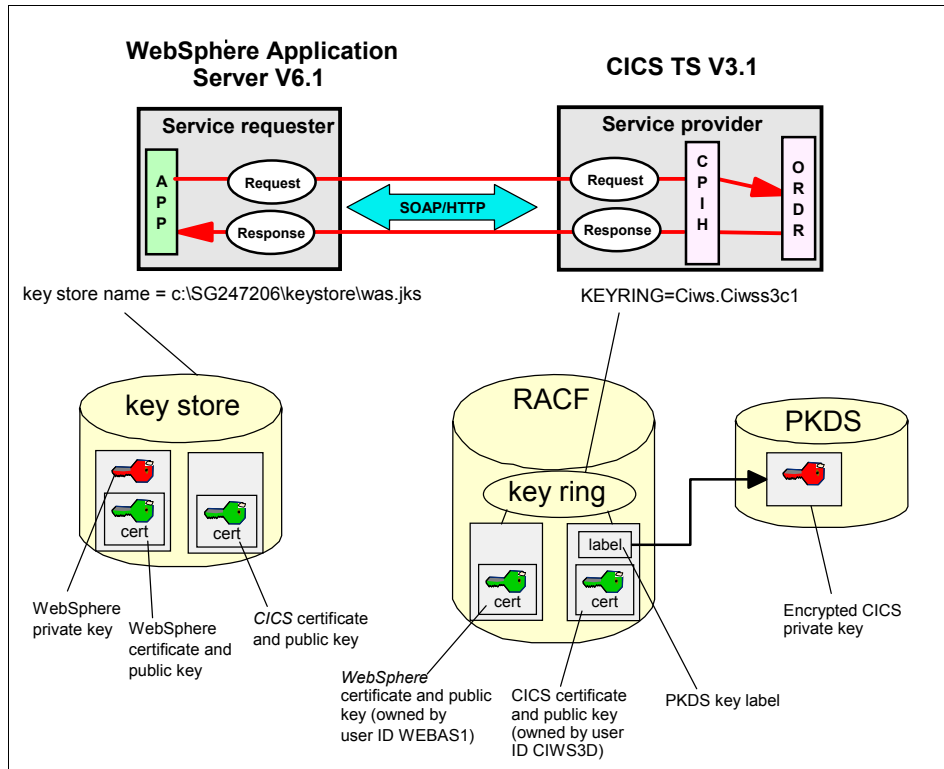 WebSphere Application
Server V6.1
CICS TS V3.1
Service requester
Service provider
A
P
P
Request
Response
SOAP/HTTP
Request
Response
C
P
I
H
O
R
D
R
key store name = c:\SG247206\keystore\was.jks
KEYRING=Ciws.Ciwss3c1
key store
cert
cert
RACF
key ring
label
cert
cert
PKDS
WebSphere
private key
WebSphere
certificate and
public key
CICS certificate
and public key
WebSphere
certificate and public
key (owned by
user ID WEBAS1)
CICS certificate
and public key
(owned by user
ID CIWS3D)
PKDS key label
Encrypted CICS
private key